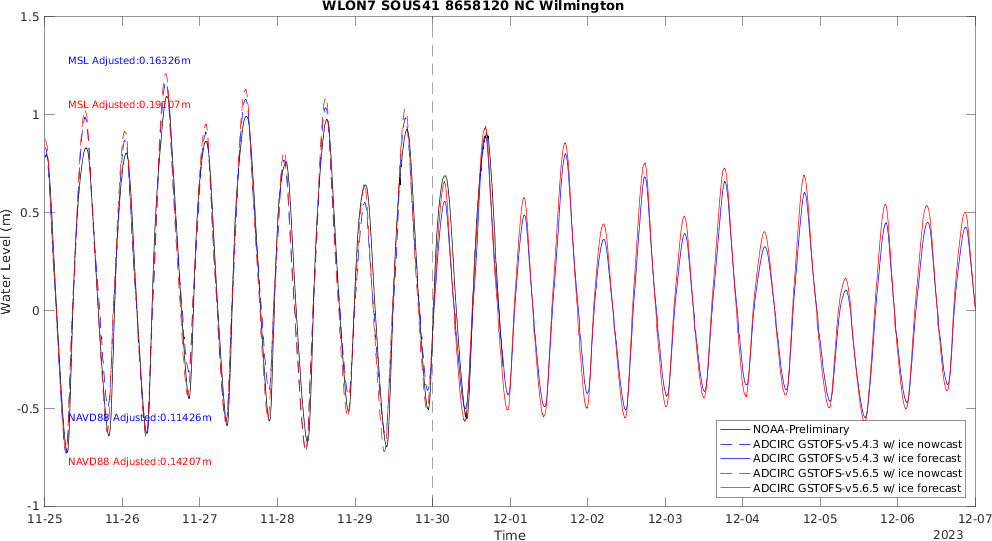 WLON7 SOUS41 8658120 NC Wilmington
1.5
1
0.5
0
-0.5
-1
Water Level (m)
MSL Adjusted:0.16326m
MSL Adjusted:0.19107m
NAVD88 Adjusted:0.11426m
NAVD88 Adjusted:0.14207m
NOAA-Preliminary
ADCIRC GSTOFS-v5.4.3 w/ ice nowcast
ADCIRC GSTOFS-v5.4.3 w/ ice forecast
ADCIRC GSTOFS-v5.6.5 w/ ice nowcast
ADCIRC GSTOFS-v5.6.5 w/ ice forecast
11-25 11-26 11-27 11-28 11-29 11-30 12-01 12-02 12-03 12-04 12-05 12-06 12-07
Time
2023